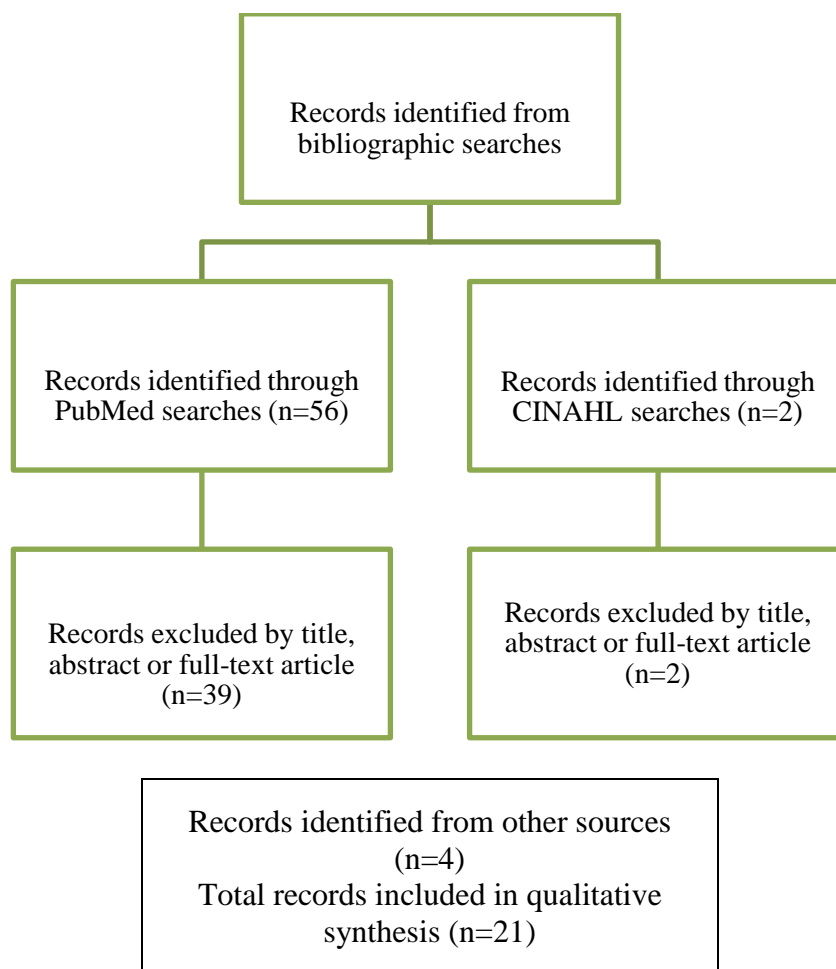 Records identified from
bibliographic searches
Records identified through
PubMed searches (n=56)
Records identified through
CINAHL searches (n=2)
Records excluded by title,
abstract or full-text article
(n=39)
Records excluded by title,
abstract or full-text article
(n=2)
Records identified from other sources
(n=4)
Total records included in qualitative
synthesis (n=21)